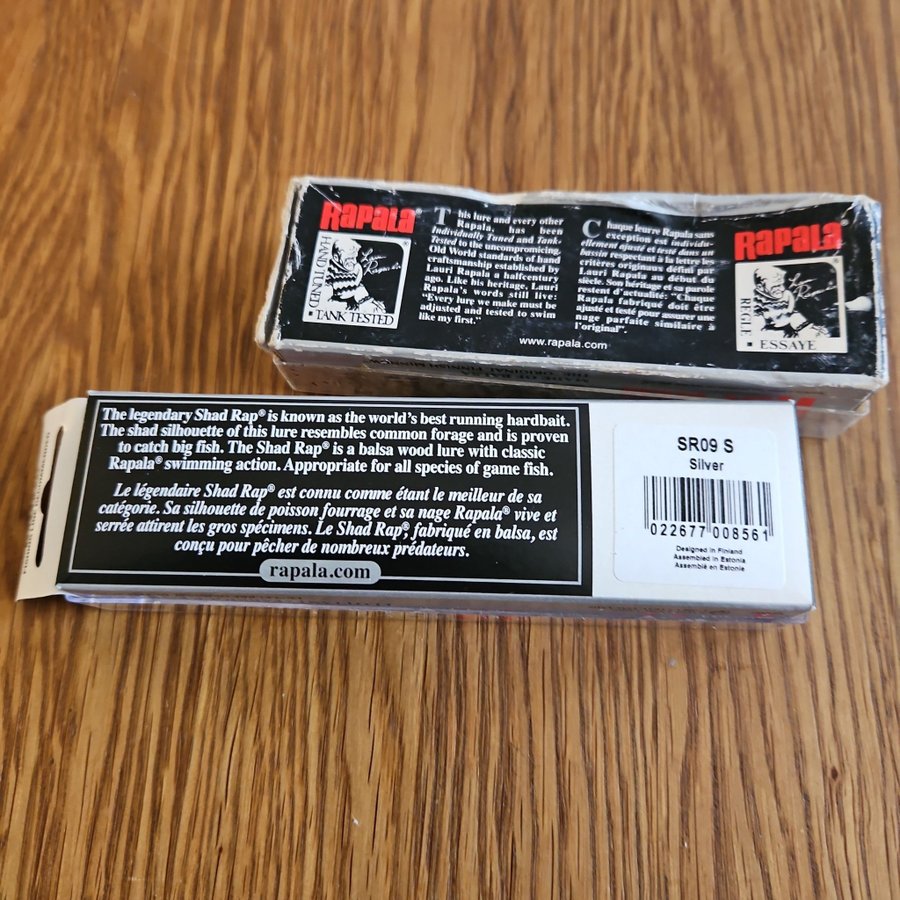 RAPALA®
HAND TUNED
TANK TESTED
This lure and every other
Rapala, has been
Individually Tuned and Tank-
Tested to the uncompromising,
Old World standards of hand
craftsmanship established by
Lauri Rapala a halfcentury
ago. Like his heritage, Lauri
Rapala's words still live:
"Every lure we make must be
adjusted and tested to swim
like my first."
Chaque leurre Rapala sans
exception est individu-
ellement ajusté et testé dans un
bassin respectant à la lettre les
critères originaux défini par
Lauri Rapala au début du
siècle. Son héritage et sa parole
restent d'actualité: "Chaque
Rapala fabriqué doit être
ajusté et testé pour assurer une
nage parfaite similaire à
l'original".
RAPALA®
REGLE
ESSAYE
www.rapala.com
The legendary Shad Rap® is known as the world's best running hardbait.
The shad silhouette of this lure resembles common forage and is proven
to catch big fish. The Shad Rap® is a balsa wood lure with classic
Rapala® swimming action. Appropriate for all species of game fish.
Le légendaire Shad Rap® est connu comme étant le meilleur de sa
catégorie. Sa silhouette de poisson fourrage et sa nage Rapala® vive et
serrée attirent les gros spécimens. Le Shad Rap®, fabriqué en balsa, est
conçu pour pêcher de nombreux prédateurs.
rapala.com
SR09 S
Silver
022677 008561
Designed in Finland
Assembled in Estonia
Assemblé en Estonie